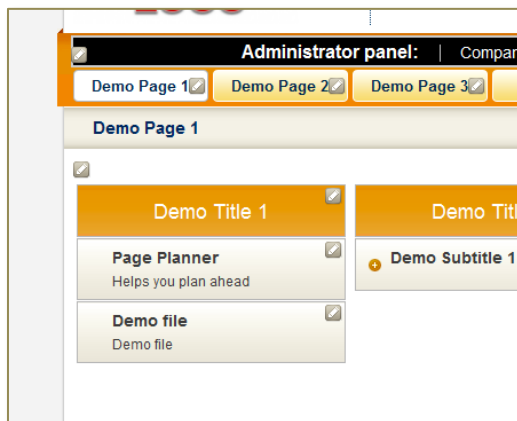 Administrator panel: |
Demo Page 1 Demo Page 2 Demo Page 3
Demo Page 1
Demo Title 1 Demo
Page Planner
Helps you plan ahead
Demo Subtitle 1
Demo file
Demo file